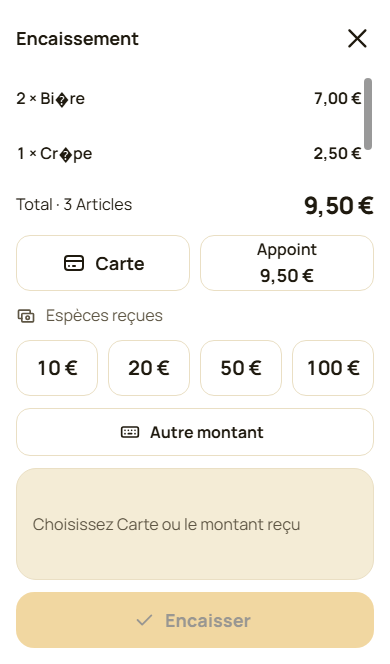 Encaissement
2 × Bi�re
7,00 €
1 × Cr�pe
2,50 €
Total · 3 Articles
9,50 €
Carte
Appoint
9,50 €
Espèces reçues
10 €
20 €
50 €
100 €
Autre montant
Choisissez Carte ou le montant reçu
Encaisser